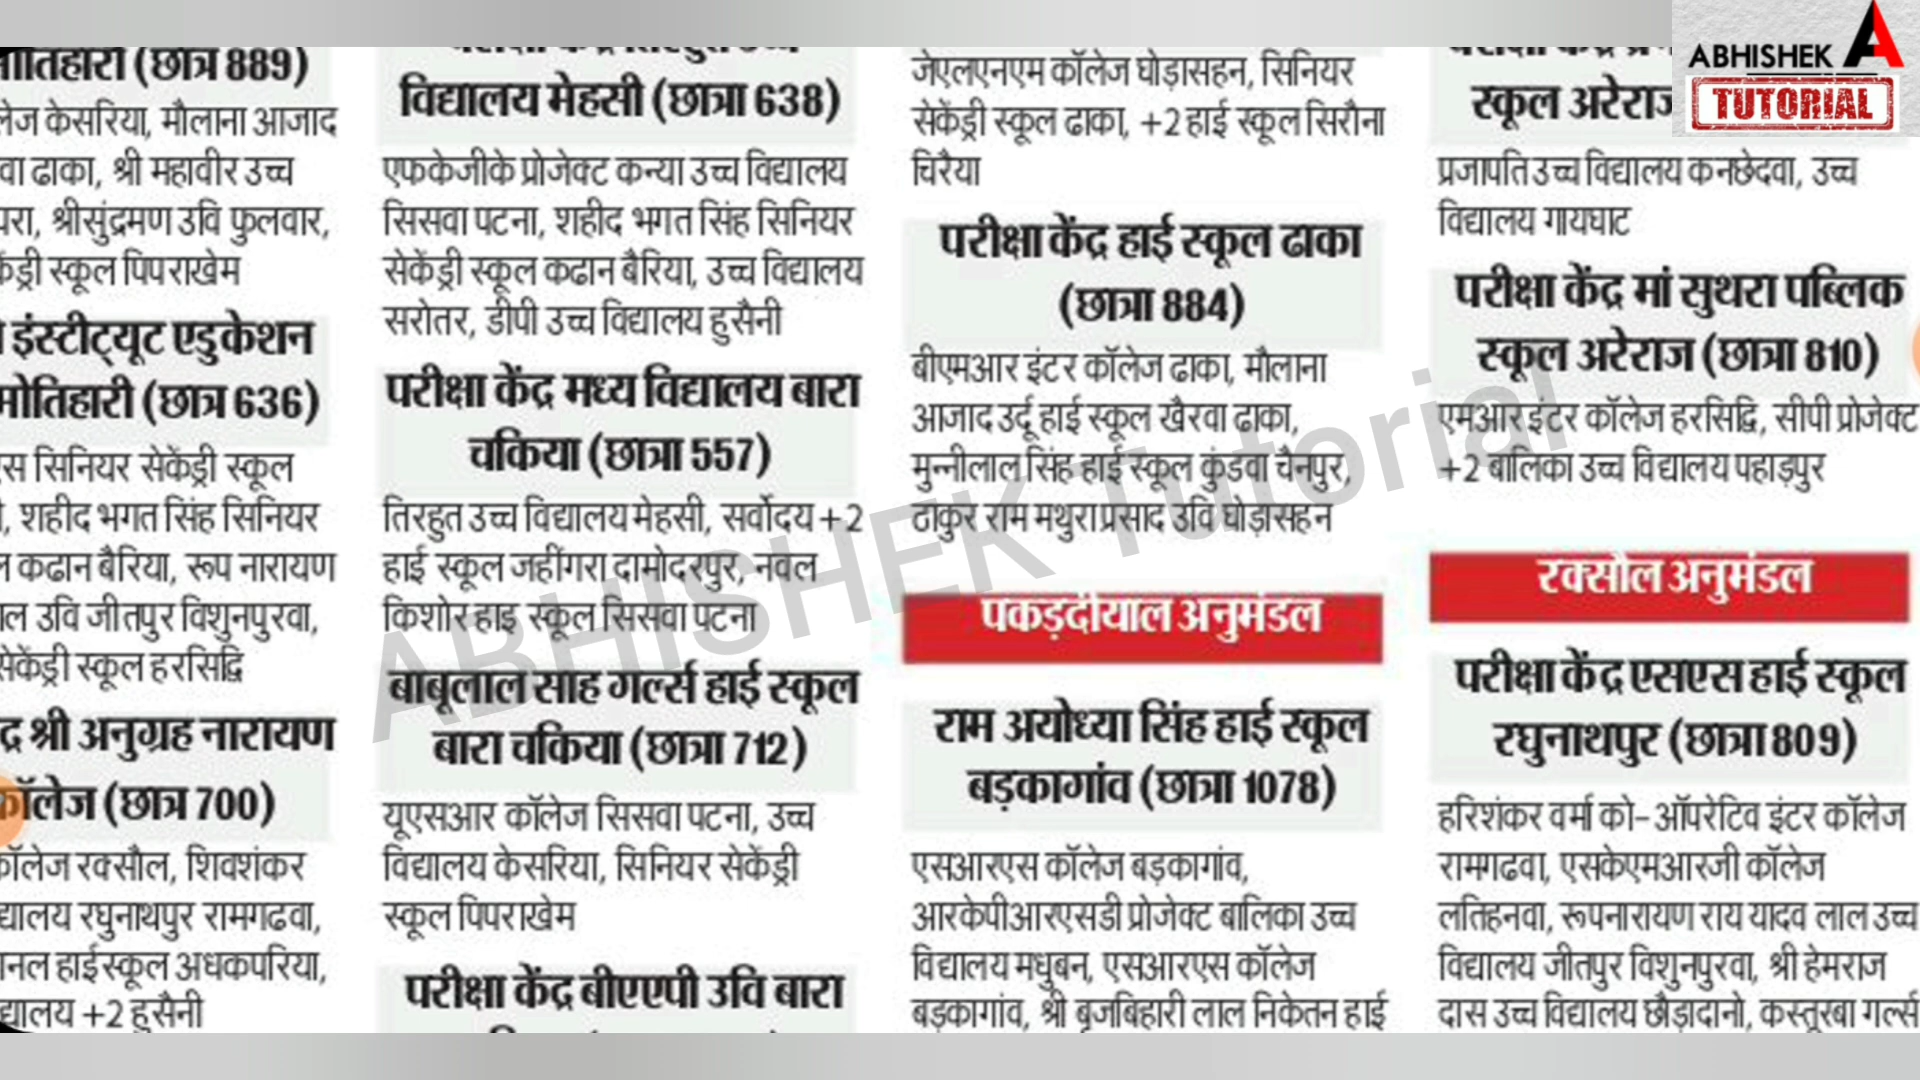 (छात्र 889)
केसरिया, मौलाना आजाद
ढाका, श्री महावीर उच्च
श्रीसुंद्रमण उवि फुलवार,
स्कूल पिपराखेम
इंस्टीट्यूट एडुकेशन
मोतिहारी (छात्र 636)
सिनियर सेकेंड्री स्कूल
शहीद भगत सिंह सिनियर
कढान बैरिया, रूप नारायण
उवि जीतपुर विशुनपुरवा,
सेकेंड्री स्कूल हरसिद्वि
श्री अनुग्रह नारायण
कॉलेज (छात्र 700)
कॉलेज रक्सौल, शिवशंकर
रघुनाथपुर रामगढवा,
हाईस्कूल अधकपरिया,
+2 हुसैनी
विद्यालय मेहसी (छात्रा 638)
एफकेजीके प्रोजेक्ट कन्या उच्च विद्यालय
सिसवा पटना, शहीद भगत सिंह सिनियर
सेकेंड्री स्कूल कढान बैरिया, उच्च विद्यालय
सरोतर, डीपी उच्च विद्यालय हुसैनी
परीक्षा केंद्र मध्य विद्यालय बारा
चकिया (छात्रा 557)
तिरहुत उच्च विद्यालय मेहसी, सर्वोदय +2
हाई स्कूल जहींगरा दामोदरपुर, नवल
किशोर हाइ स्कूल सिसवा पटना
बाबूलाल साह गर्ल्स हाई स्कूल
बारा चकिया (छात्रा 712)
यूएसआर कॉलेज सिसवा पटना, उच्च
विद्यालय केसरिया, सिनियर सेकेंड्री
स्कूल पिपराखेम
परीक्षा केंद्र बीएएपी उवि बारा
जेएलएनएम कॉलेज घोड़ासहन, सिनियर
सेकेंड्री स्कूल ढाका, +2 हाई स्कूल सिरौना
चिरैया
परीक्षा केंद्र हाई स्कूल ढाका
(छात्रा 884)
बीएमआर इंटर कॉलेज ढाका, मौलाना
आजाद उर्दू हाई स्कूल खैरवा ढाका,
मुन्नीलाल सिंह हाई स्कूल कुंडवा चैनपुर,
ठाकुर राम मथुरा प्रसाद उवि घोड़ासहन
पकड़दीयाल अनुमंडल
राम अयोध्या सिंह हाई स्कूल
बड़कागांव (छात्रा 1078)
एसआरएस कॉलेज बड़कागांव,
आरकेपीआरएसडी प्रोजेक्ट बालिका उच्च
विद्यालय मधुबन, एसआरएस कॉलेज
बड़कागांव, श्री बृजबिहारी लाल निकेतन हाई
स्कूल अरेराज
प्रजापति उच्च विद्यालय कनछेदवा, उच्च
विद्यालय गायघाट
परीक्षा केंद्र मां सुथरा पब्लिक
स्कूल अरेराज (छात्रा 810)
एमआर इंटर कॉलेज हरसिद्वि, सीपी प्रोजेक्ट
+2 बालिका उच्च विद्यालय पहाड़पुर
रक्सौल अनुमंडल
परीक्षा केंद्र एसएस हाई स्कूल
रघुनाथपुर (छात्रा 809)
हरिशंकर वर्मा को-ऑपरेटिव इंटर कॉलेज
रामगढवा, एसकेएमआरजी कॉलेज
लतिहनवा, रूपनारायण राय यादव लाल उच्च
विद्यालय जीतपुर विशुनपुरवा, श्री हेमराज
दास उच्च विद्यालय छौड़ादानो, कस्तूरबा गर्ल्स
ABHISHEK Tutorial
ABHISHEK A
TUTORIAL